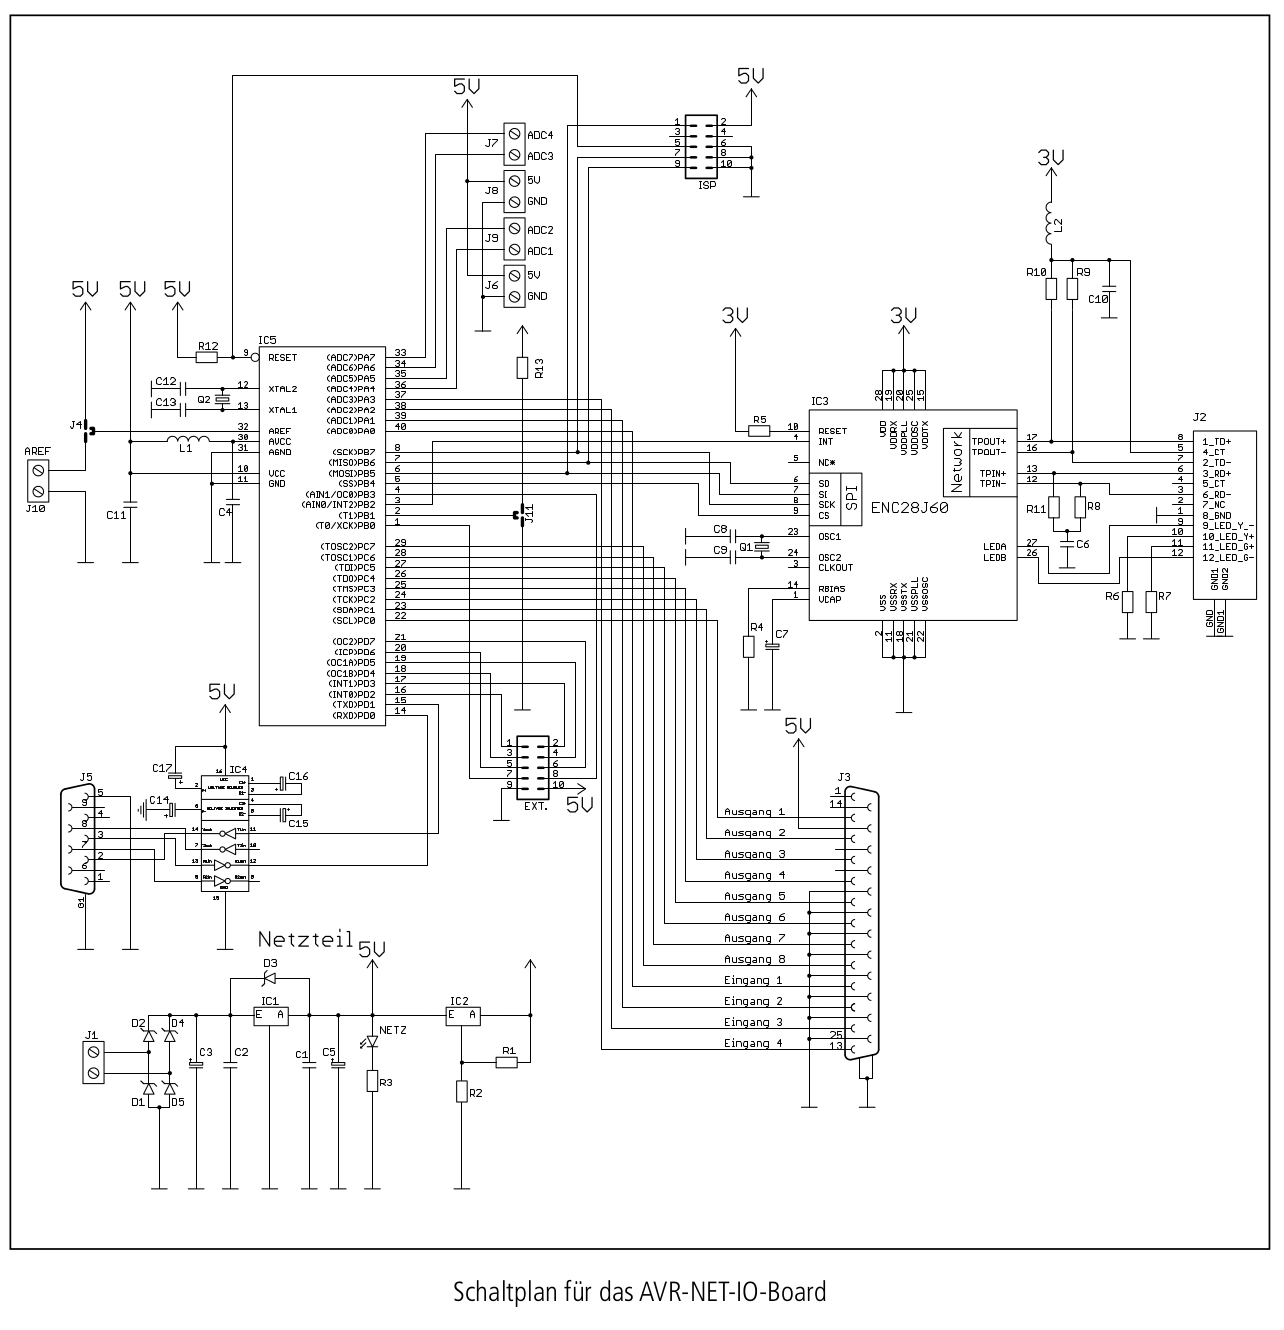 5V
5V
J7
ADC4
ADC3
J8
5V
GND
J9
ADC2
ADC1
J6
5V
GND
1 2
3 4
5 6
7 8
9 10
ISP
3V
L2
R10
R9
C10
5V
5V
5V
R12
C12
C13
Q2
J4
L1
AREF
J10
C11
C4
IC5
9 RESET
12 XTAL2
13 XTAL1
32 AREF
30 AVCC
31 AGND
10 VCC
11 GND
(ADC7)PA7 33
(ADC6)PA6 34
(ADC5)PA5 35
(ADC4)PA4 36
(ADC3)PA3 37
(ADC2)PA2 38
(ADC1)PA1 39
(ADC0)PA0 40
(SCK)PB7 8
(MISO)PB6 7
(MOSI)PB5 6
(SS)PB4 5
(AIN1/OC0)PB3 4
(AIN0/INT2)PB2 3
(T1)PB1 2
(T0/XCK)PB0 1
(TOSC2)PC7 29
(TOSC1)PC6 28
(TDI)PC5 27
(TDO)PC4 26
(TMS)PC3 25
(TCK)PC2 24
(SDA)PC1 23
(SCL)PC0 22
(OC2)PD7 21
(ICP)PD6 20
(OC1A)PD5 19
(OC1B)PD4 18
(INT1)PD3 17
(INT0)PD2 16
(TXD)PD1 15
(RXD)PD0 14
R13
J11
3V
3V
R5
IC3
10 RESET
4 INT
5 NC*
6 SO
7 SI
8 SCK
9 CS
SPI
ENC28J60
23 OSC1
24 OSC2
3 CLKOUT
14 RBIAS
1 VCAP
C8
C9
Q1
R4
C7
28 19 20 25 15
VDD
VDDRX
VDDPLL
VDDOSC
VDDTX
VSS
VSSRX
VSSTX
VSSPLL
VSSOSC
2 11 18 21 22
Network
TPOUT+ 17
TPOUT- 16
TPIN+ 13
TPIN- 12
LEDA 27
LEDB 26
R11
R8
C6
R6
R7
J2
8 1_TD+
5 4_CT
7 2_TD-
6 3_RD+
4 5_CT
3 6_RD-
2 7_NC
1 8_GND
9 9_LED_Y_-
10 10_LED_Y+
11 11_LED_G+
12 12_LED_G-
GND1
GND2
GND
GND1
5V
C17
IC4
16
VCC
C16
C14
C15
14 11
7 10
13 12
8 9
GND
15
J5
5
9
4
8
3
7
2
6
1
G1
1 2
3 4
5 6
7 8
9 10
EXT.
5V
5V
J3
1
14
Ausgang 1
Ausgang 2
Ausgang 3
Ausgang 4
Ausgang 5
Ausgang 6
Ausgang 7
Ausgang 8
Eingang 1
Eingang 2
Eingang 3
Eingang 4
25
13
Netzteil
5V
D3
IC1
E A
IC2
E A
J1
D2
D4
D1
D5
C3
C2
C1
C5
NETZ
R3
R1
R2
Schaltplan für das AVR-NET-IO-Board